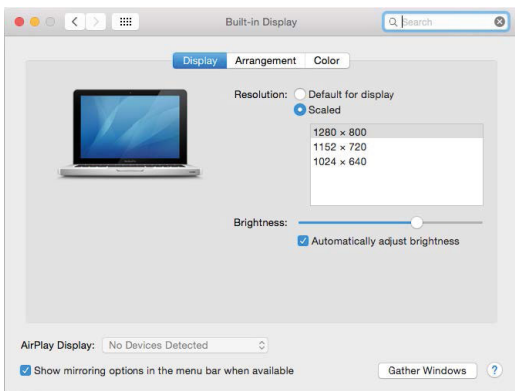 Built-in Display
Search
Display Arrangement Color
Resolution: Default for display
Scaled
1280 × 800
1152 × 720
1024 × 640
Brightness:
Automatically adjust brightness
AirPlay Display: No Devices Detected
Show mirroring options in the menu bar when available
Gather Windows ?